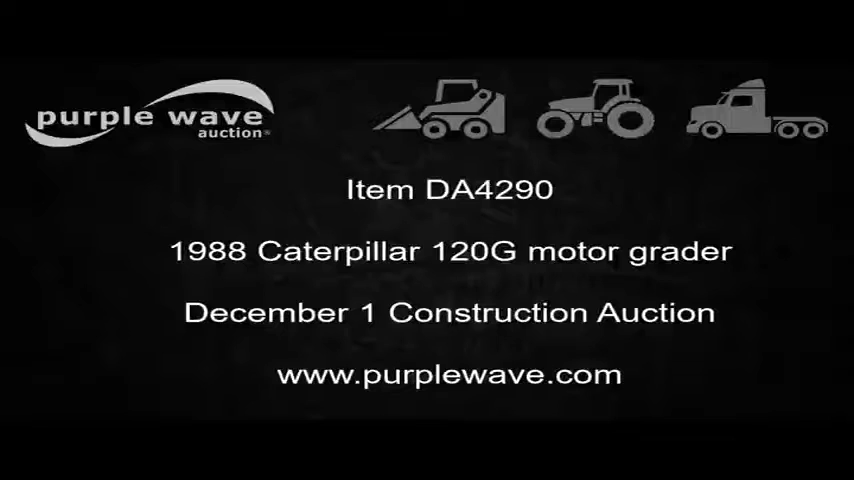 purple wave
auction®
Item DA4290
1988 Caterpillar 120G motor grader
December 1 Construction Auction
www.purplewave.com